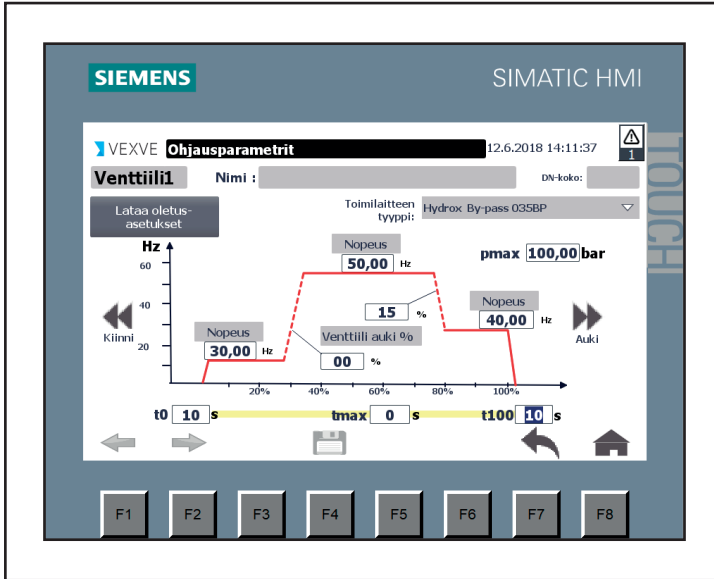 SIEMENS
SIMATIC HMI
TOUCH
VEXVE Ohjausparametrit 12.6.2018 14:11:37
1
Venttiili1 Nimi : DN-koko:
Lataa oletus-
asetukset
Toimilaitteen
tyyppi:
Hydrox By-pass 035BP
Hz
60
40
20
Nopeus
50,00 Hz
pmax 100,00 bar
15 %
Nopeus
40,00 Hz
Kiinni
Auki
Nopeus
30,00 Hz
Venttiili auki %
00 %
20% 40% 60% 80% 100%
t0 10 s tmax 0 s t100 10 s
F1 F2 F3 F4 F5 F6 F7 F8